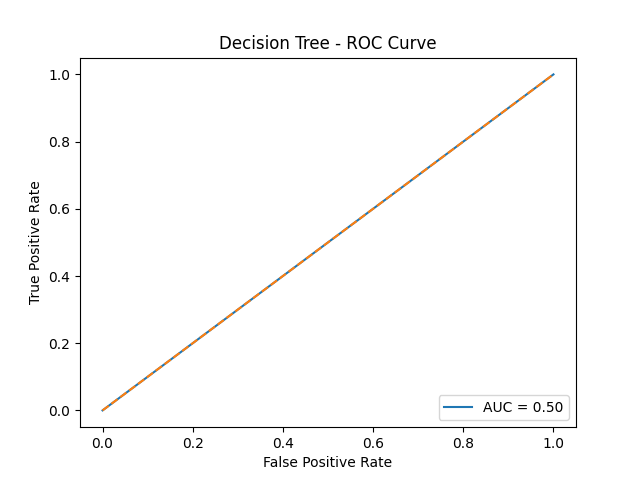 Decision Tree - ROC Curve
True Positive Rate
1.0
0.8
0.6
0.4
0.2
0.0
AUC = 0.50
0.0 0.2 0.4 0.6 0.8 1.0
False Positive Rate